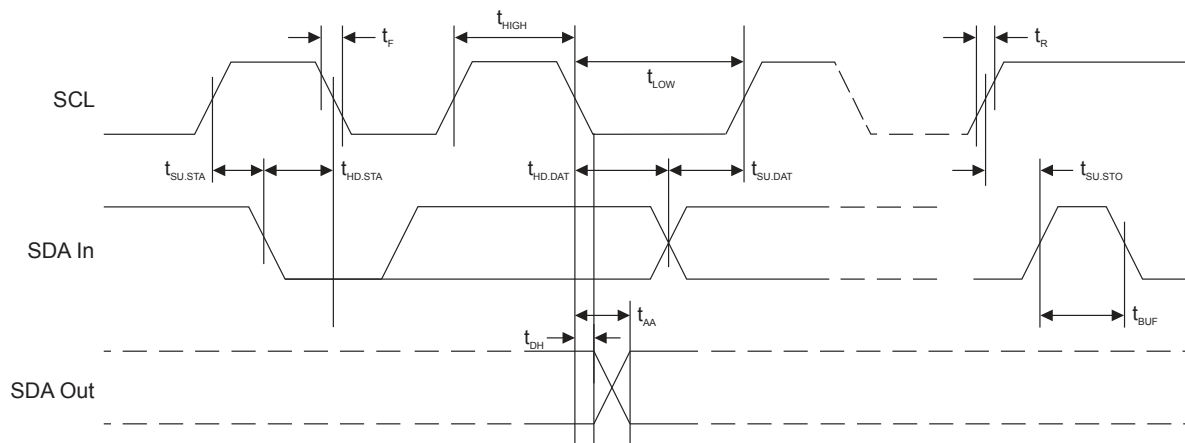 tHIGH
tF
tR
SCL
tLOW
tSU.STA
tHD.STA
tHD.DAT
tSU.DAT
tSU.STO
SDA In
tAA
tBUF
tDH
SDA Out